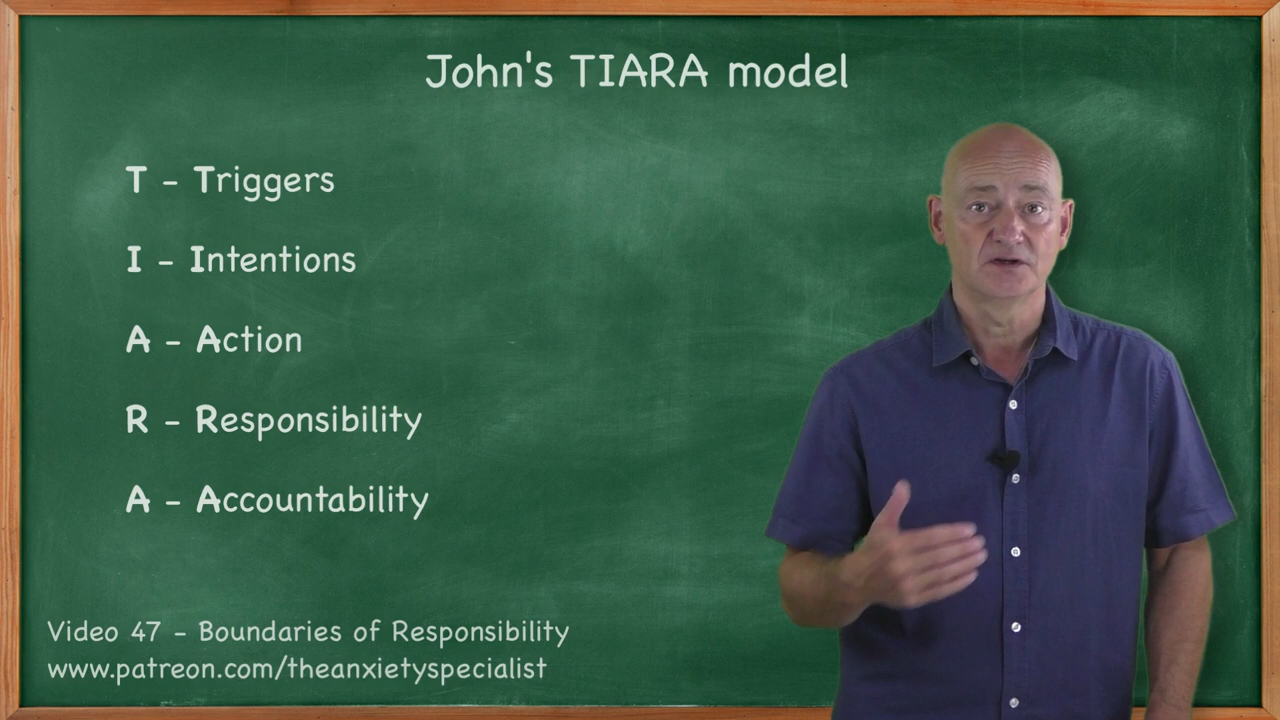 John's TIARA model
T - Triggers
I - Intentions
A - Action
R - Responsibility
A - Accountability
Video 47 - Boundaries of Responsibility
www.patreon.com/theanxietyspecialist